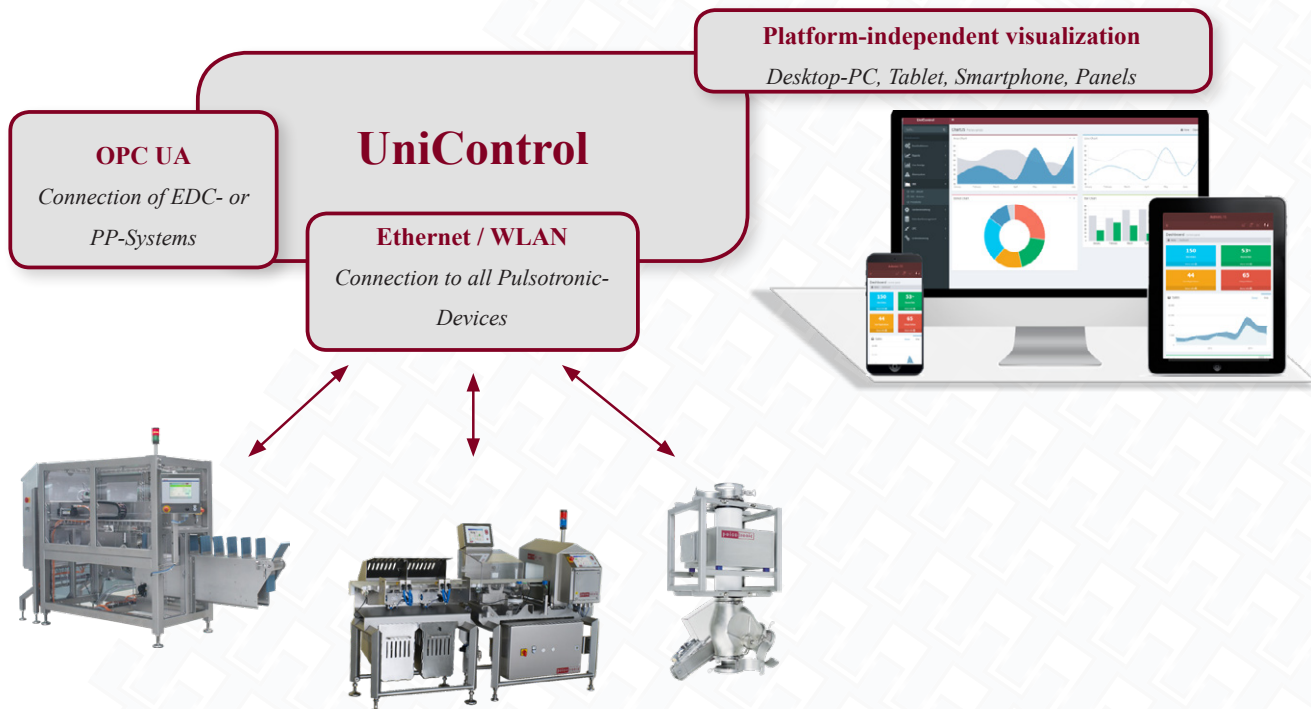 Platform-independent visualization
Desktop-PC, Tablet, Smartphone, Panels
UniControl
OPC UA
Connection of EDC- or
PP-Systems
Ethernet / WLAN
Connection to all Pulsotronic-
Devices